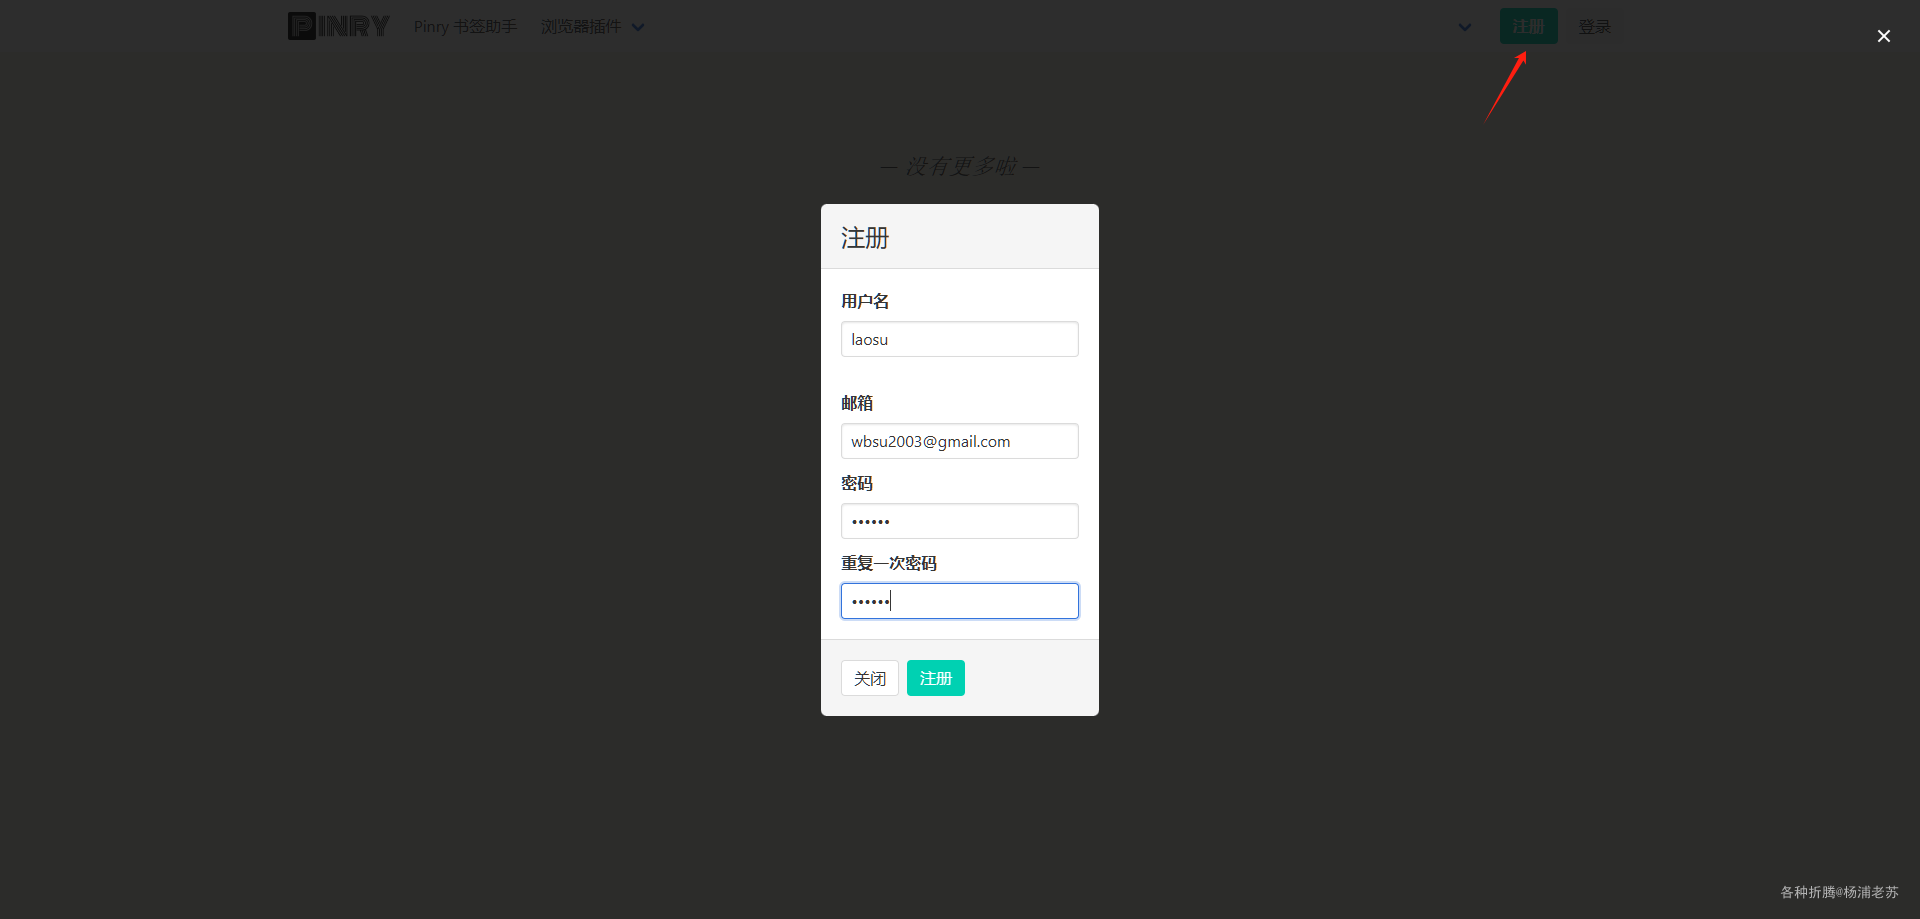 PINRY Pinry 书签助手 浏览器插件 注册 登录
— 没有更多啦 —
注册
用户名
laosu
邮箱
wbsu2003@gmail.com
密码
••••••
重复一次密码
••••••
关闭 注册
各种折腾@杨浦老苏